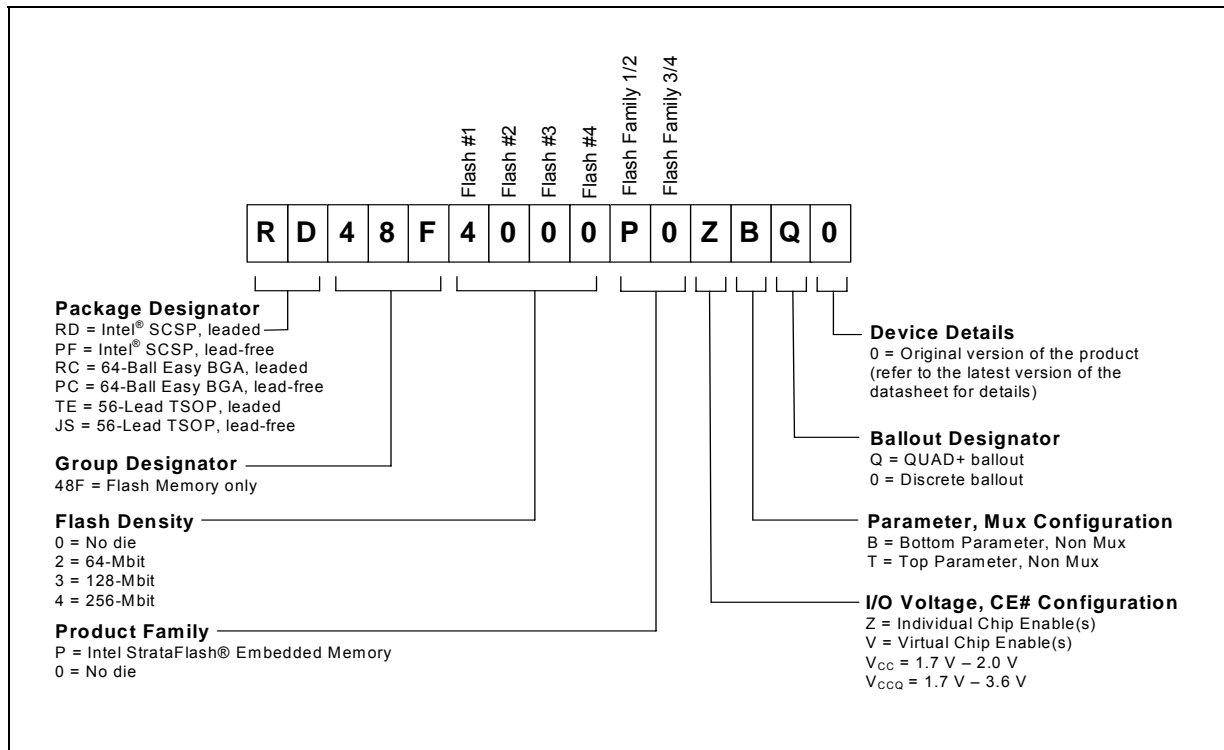 Flash #1
Flash #2
Flash #3
Flash #4
Flash Family 1/2
Flash Family 3/4
R D 4 8 F 4 0 0 0 P 0 Z B Q 0
Package Designator
RD = Intel® SCSP, leaded
PF = Intel® SCSP, lead-free
RC = 64-Ball Easy BGA, leaded
PC = 64-Ball Easy BGA, lead-free
TE = 56-Lead TSOP, leaded
JS = 56-Lead TSOP, lead-free
Group Designator
48F = Flash Memory only
Flash Density
0 = No die
2 = 64-Mbit
3 = 128-Mbit
4 = 256-Mbit
Product Family
P = Intel StrataFlash® Embedded Memory
0 = No die
Device Details
0 = Original version of the product
(refer to the latest version of the
datasheet for details)
Ballout Designator
Q = QUAD+ ballout
0 = Discrete ballout
Parameter, Mux Configuration
B = Bottom Parameter, Non Mux
T = Top Parameter, Non Mux
I/O Voltage, CE# Configuration
Z = Individual Chip Enable(s)
V = Virtual Chip Enable(s)
VCC = 1.7 V – 2.0 V
VCCQ = 1.7 V – 3.6 V